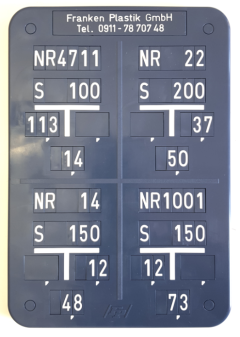 Franken Plastik GmbH
Tel. 0911-78 707 48
NR4711
S 100
113
14
NR 22
S 200
37
50
NR 14
S 150
12
48
NR1001
S 150
12
73